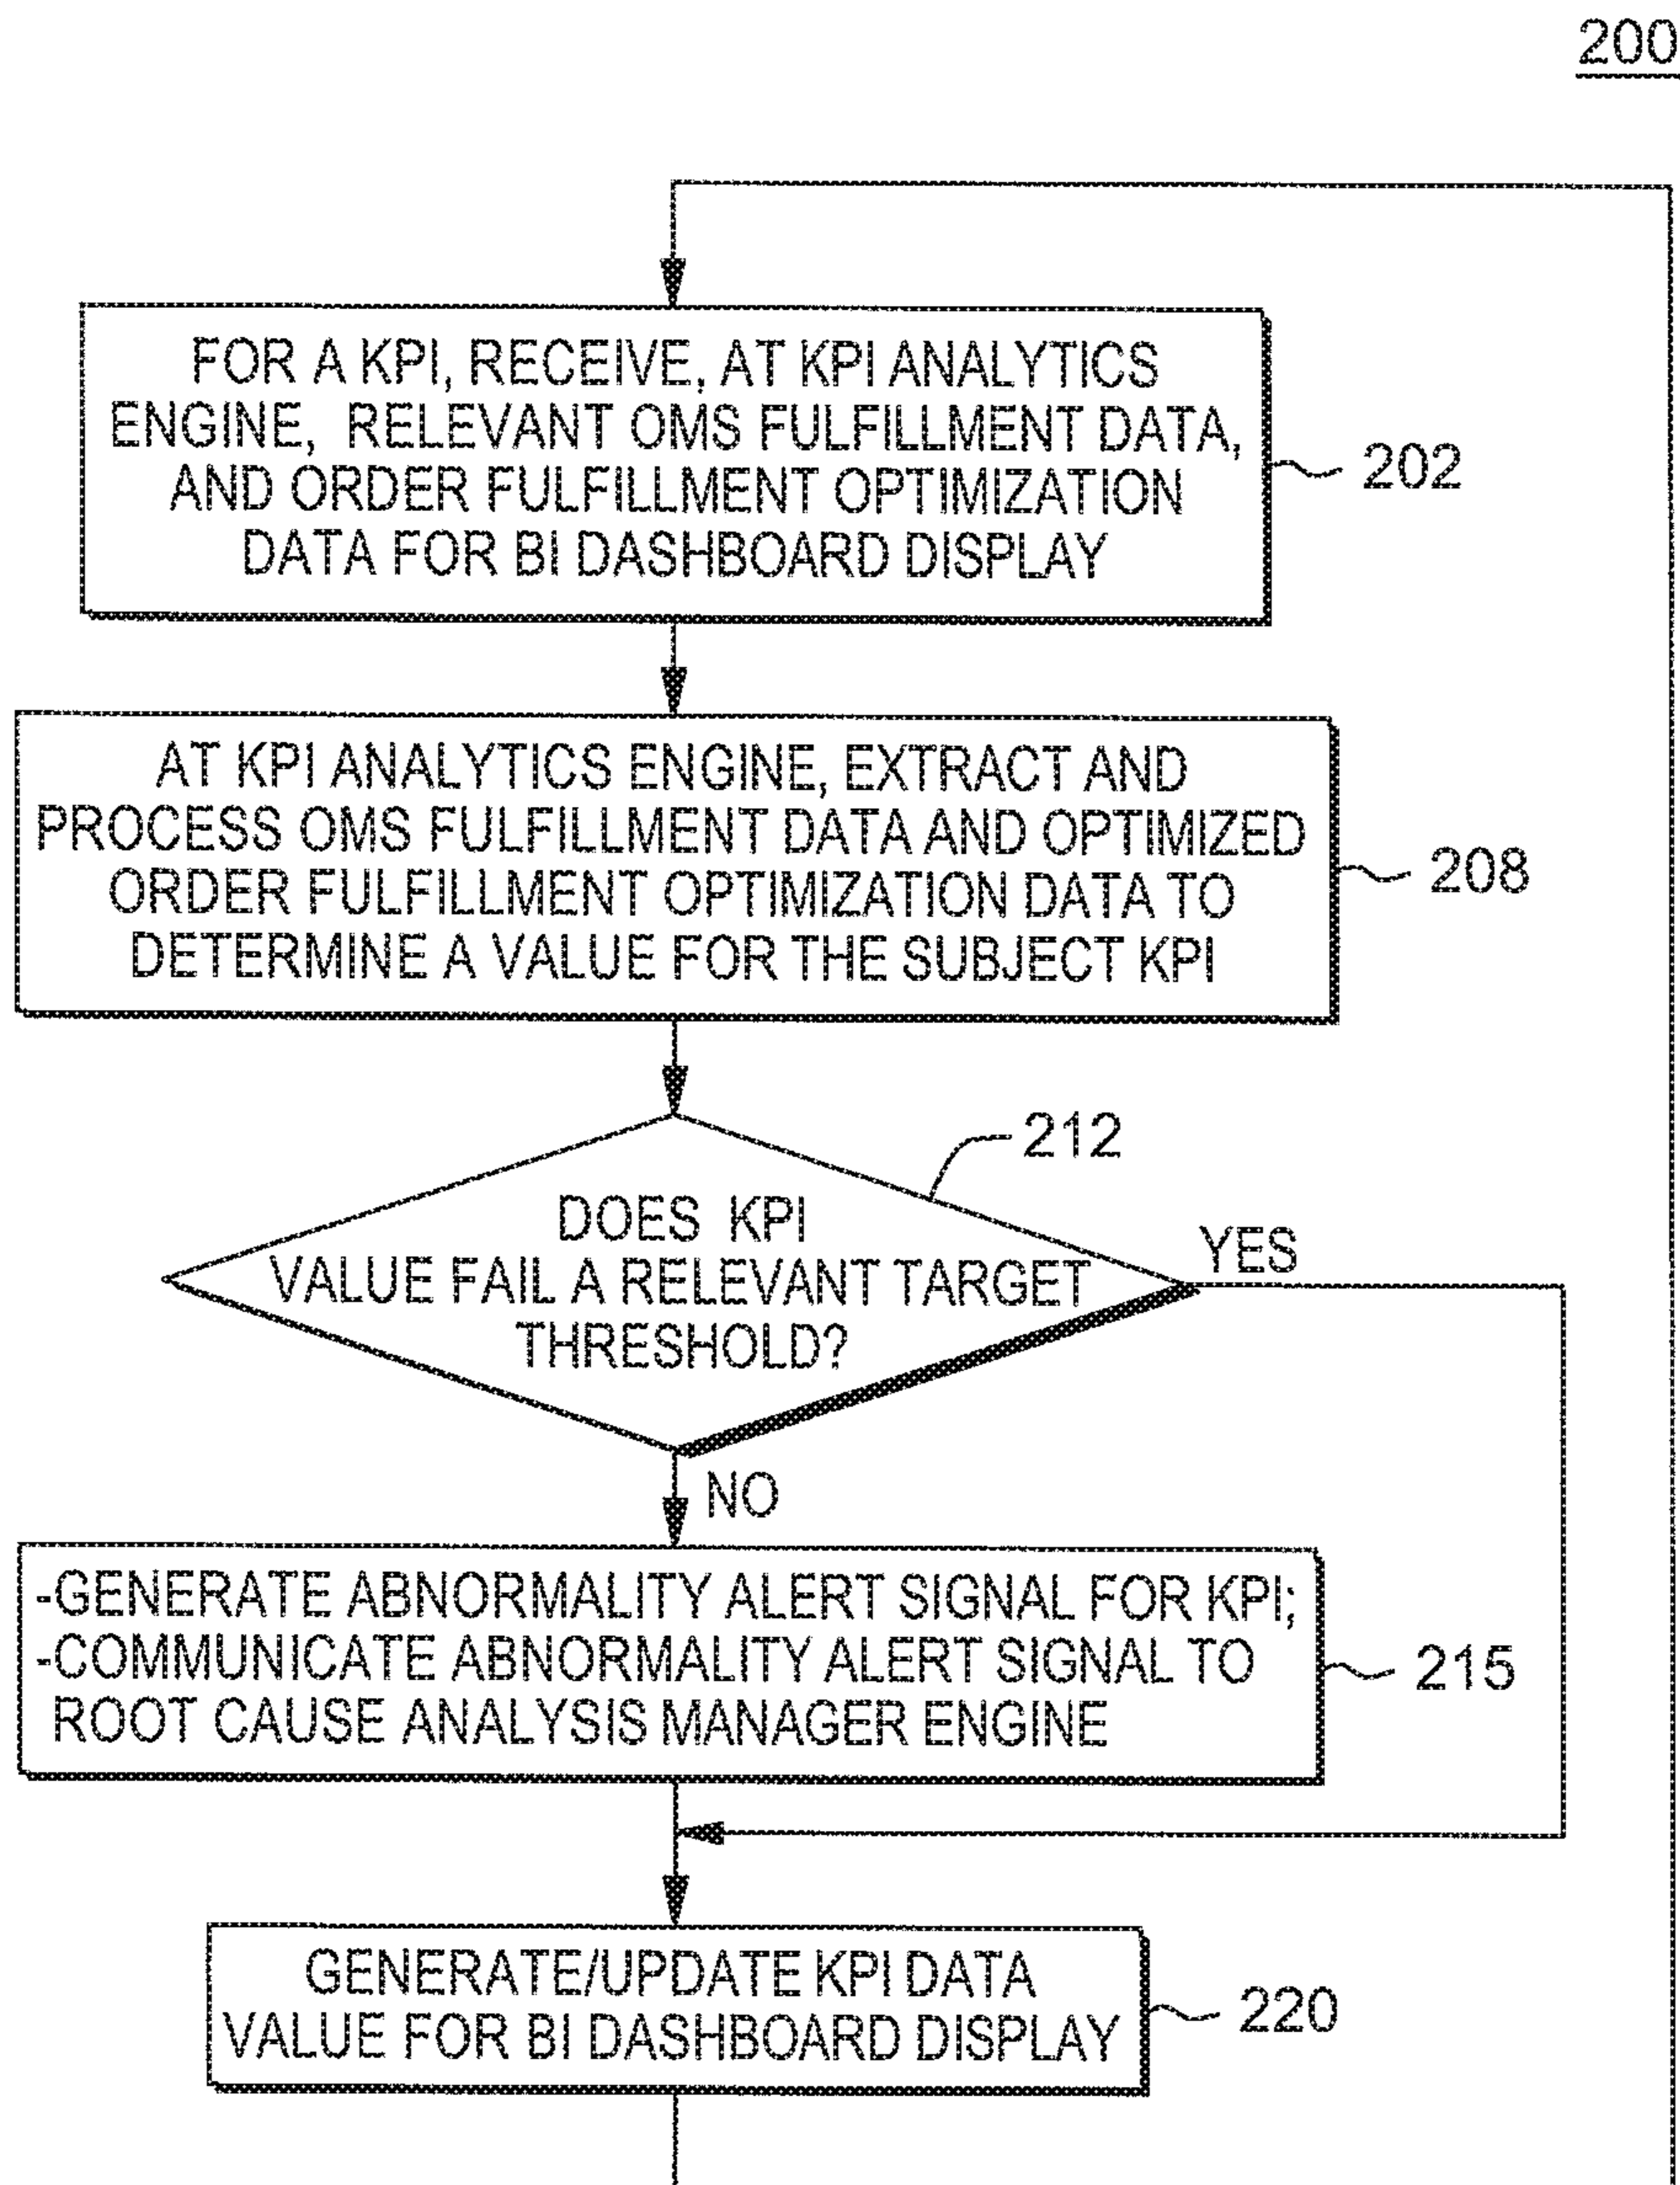 200
FOR A KPI, RECEIVE, AT KPI ANALYTICS
ENGINE, RELEVANT OMS FULFILLMENT DATA,
AND ORDER FULFILLMENT OPTIMIZATION
DATA FOR BI DASHBOARD DISPLAY
202
AT KPI ANALYTICS ENGINE, EXTRACT AND
PROCESS OMS FULFILLMENT DATA AND OPTIMIZED
ORDER FULFILLMENT OPTIMIZATION DATA TO
DETERMINE A VALUE FOR THE SUBJECT KPI
208
212
DOES KPI
VALUE FAIL A RELEVANT TARGET
THRESHOLD?
YES
NO
-GENERATE ABNORMALITY ALERT SIGNAL FOR KPI;
-COMMUNICATE ABNORMALITY ALERT SIGNAL TO
ROOT CAUSE ANALYSIS MANAGER ENGINE
215
GENERATE/UPDATE KPI DATA
VALUE FOR BI DASHBOARD DISPLAY
220